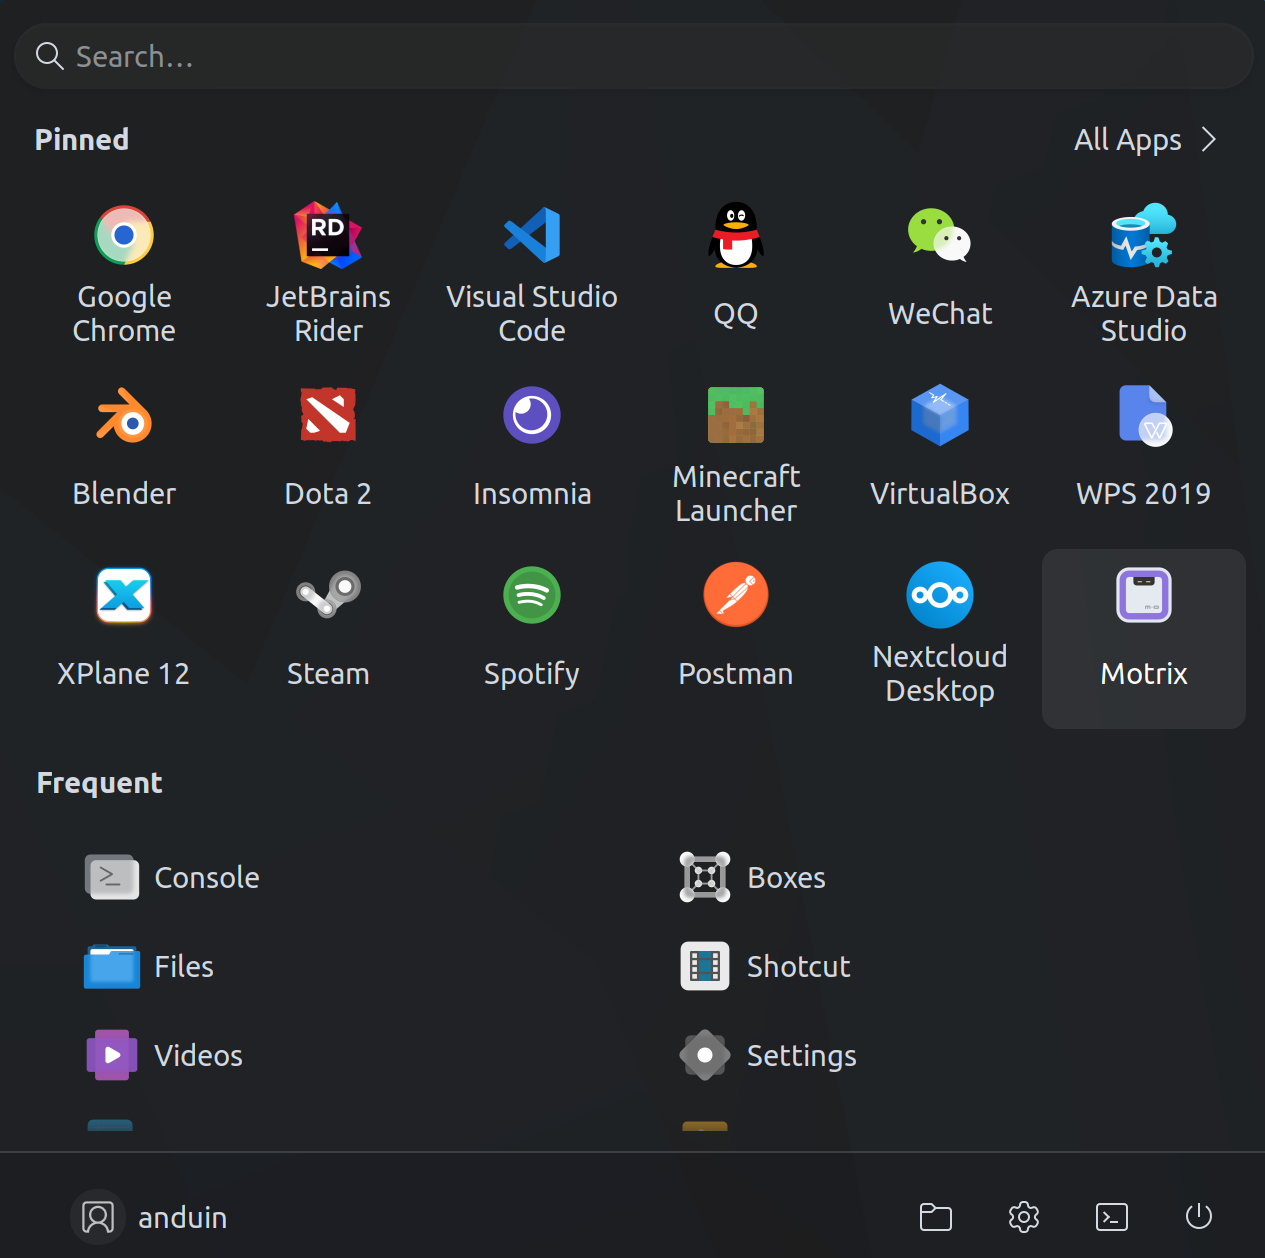 Search...
Pinned
All Apps
RD
Google
Chrome
JetBrains
Rider
Visual Studio
Code
QQ
WeChat
Azure Data
Studio
W
Blender
Dota 2
Insomnia
Minecraft
Launcher
VirtualBox
WPS 2019
XPlane 12
Steam
Spotify
Postman
Nextcloud
Desktop
Motrix
Frequent
Console
Boxes
Files
Shotcut
Videos
Settings
anduin